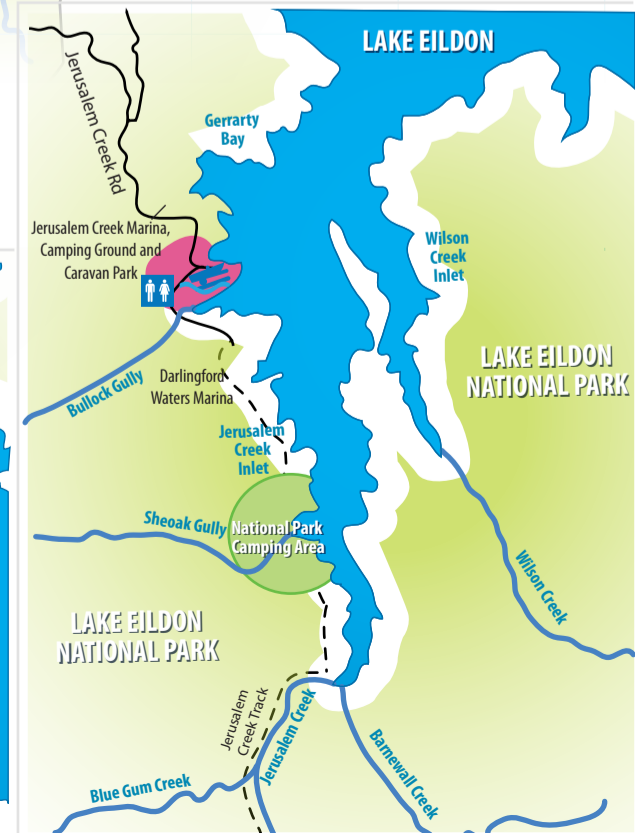 LAKE EILDON
Jerusalem Creek Rd
Gerrarty
Bay
Jerusalem Creek Marina,
Camping Ground and
Caravan Park
Wilson
Creek
Inlet
LAKE EILDON
NATIONAL PARK
Bullock Gully
Darlingford
Waters Marina
Jerusalem
Creek
Inlet
Sheoak Gully
National Park
Camping Area
Wilson Creek
LAKE EILDON
NATIONAL PARK
Jerusalem
Creek Track
Jerusalem Creek
Barnewall Creek
Blue Gum Creek